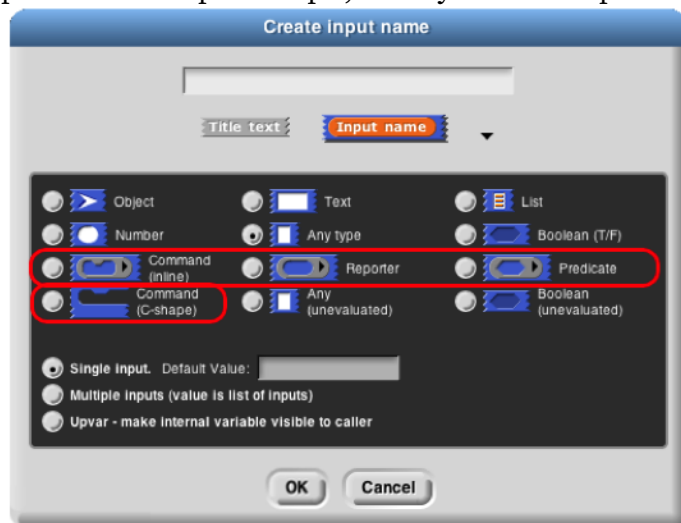 Create input name
Title text Input name
Object Text List
Number Any type Boolean (T/F)
Command (inline) Reporter Predicate
Command (C-shape) Any (unevaluated) Boolean (unevaluated)
Single input. Default Value:
Multiple inputs (value is list of inputs)
Upvar - make internal variable visible to caller
OK Cancel